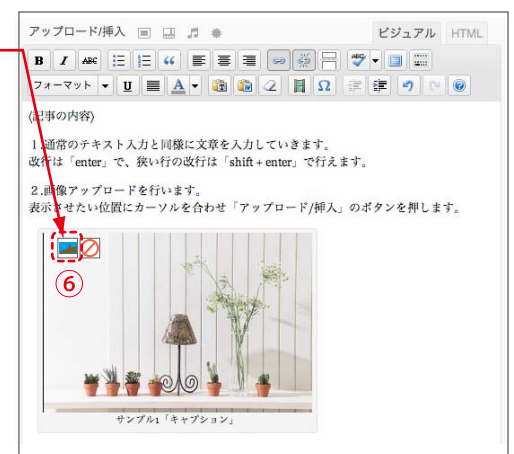 アップロード/挿入
ビジュアル HTML
B I ABC “ ABC
フォーマット U A T W Ω
(記事の内容)
１.通常のテキスト入力と同様に文章を入力していきます。
改行は「enter」で、狭い行の改行は「shift + enter」で行えます。
２.画像アップロードを行います。
表示させたい位置にカーソルを合わせ「アップロード/挿入」のボタンを押します。
⑥
サンプル1「キャプション」